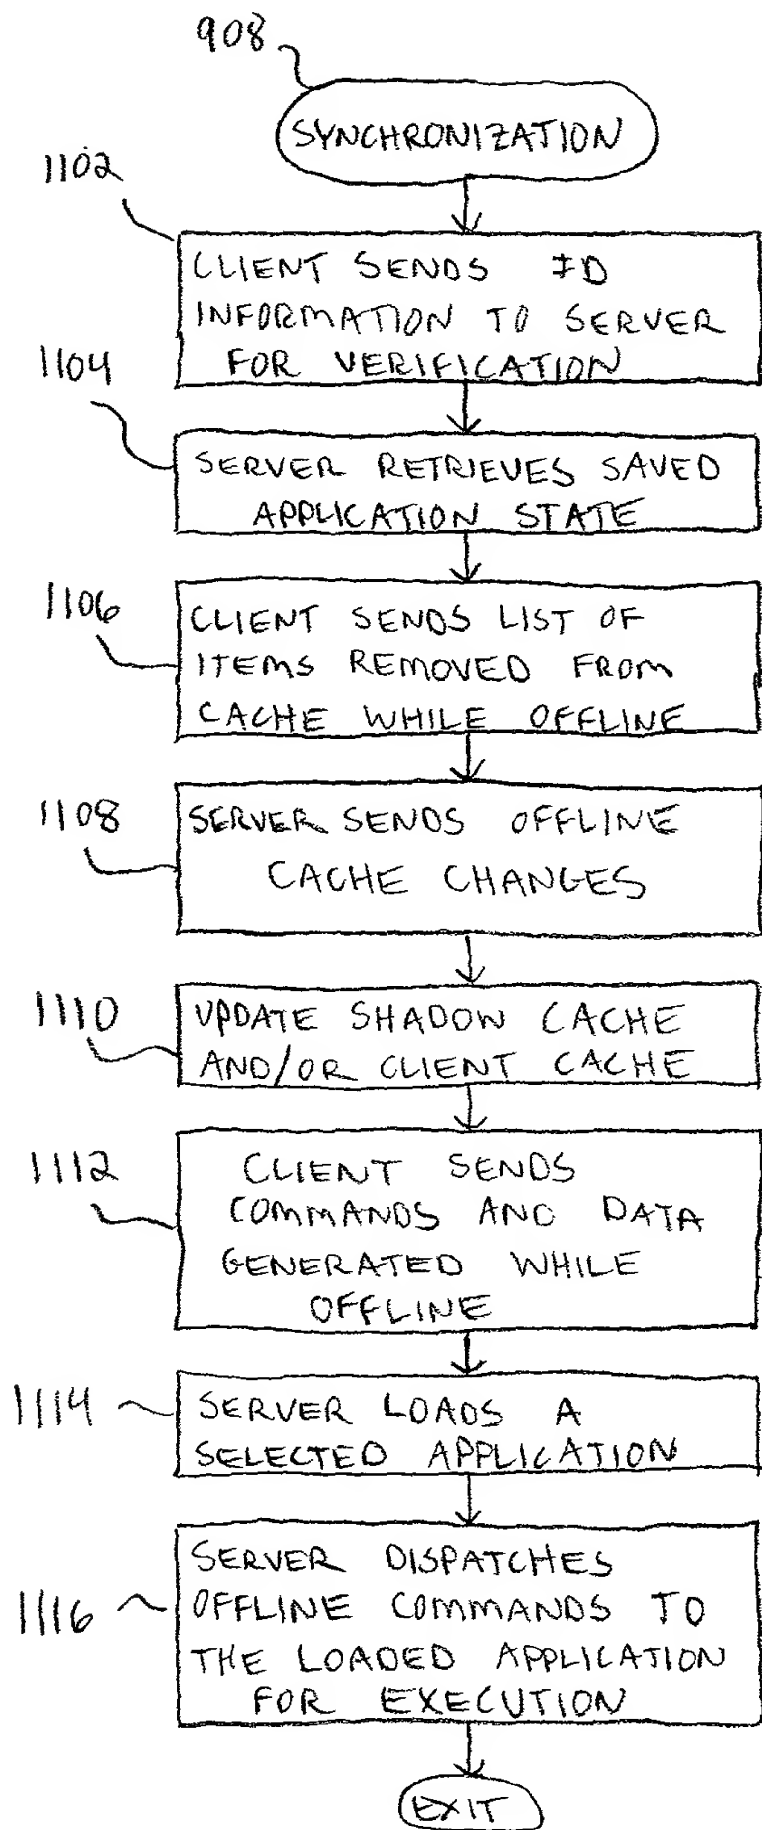 908
SYNCHRONIZATION
1102
CLIENT SENDS ID
INFORMATION TO SERVER
FOR VERIFICATION
1104
SERVER RETRIEVES SAVED
APPLICATION STATE
1106
CLIENT SENDS LIST OF
ITEMS REMOVED FROM
CACHE WHILE OFFLINE
1108
SERVER SENDS OFFLINE
CACHE CHANGES
1110
UPDATE SHADOW CACHE
AND/OR CLIENT CACHE
1112
CLIENT SENDS
COMMANDS AND DATA
GENERATED WHILE
OFFLINE
1114
SERVER LOADS A
SELECTED APPLICATION
1116
SERVER DISPATCHES
OFFLINE COMMANDS TO
THE LOADED APPLICATION
FOR EXECUTION
EXIT